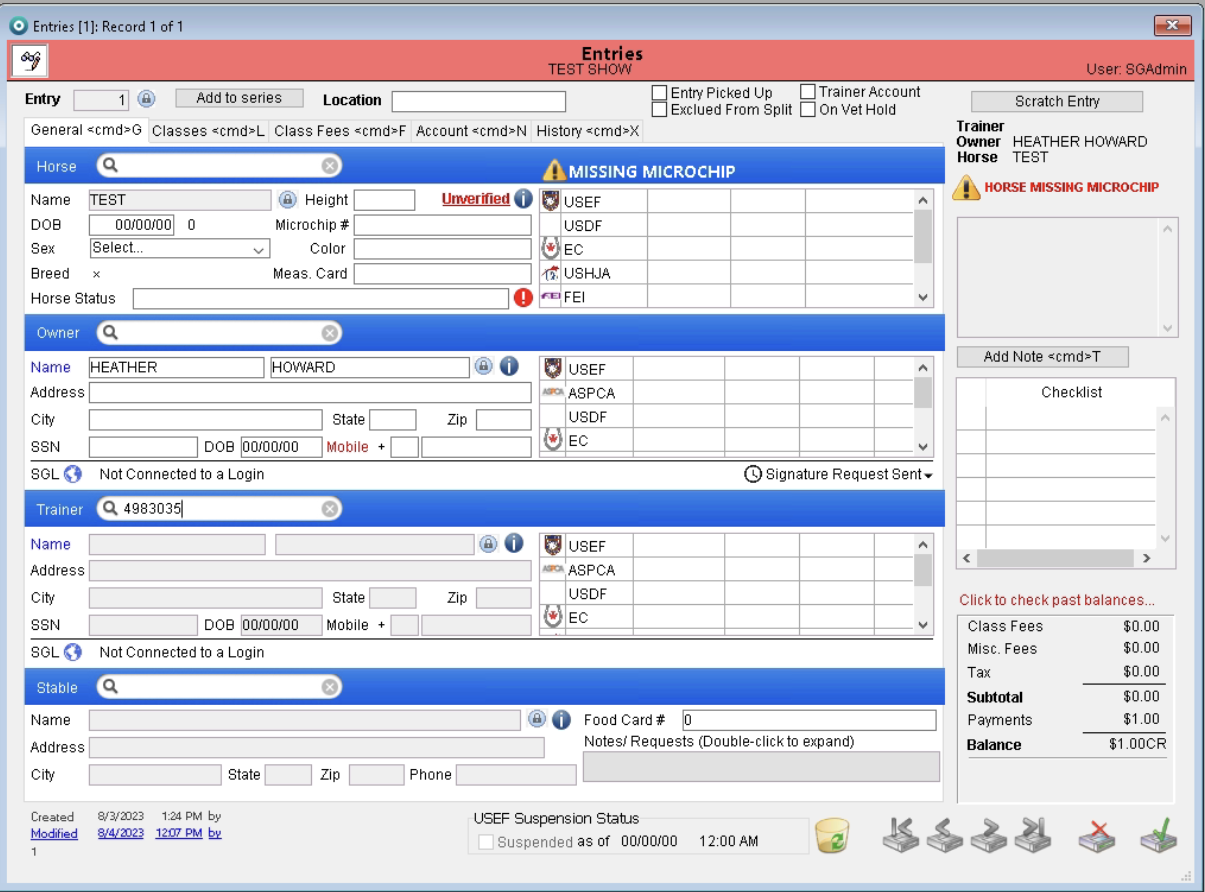 Entries [1]: Record 1 of 1
Entries
TEST SHOW
User: SGAdmin
Entry 1 Add to series Location
Entry Picked Up Trainer Account
Exclued From Split On Vet Hold
Scratch Entry
General <cmd>G Classes <cmd>L Class Fees <cmd>F Account <cmd>N History <cmd>X
Trainer
Owner HEATHER HOWARD
Horse TEST
HORSE MISSING MICROCHIP
Horse MISSING MICROCHIP
Name TEST Height Unverified
DOB 00/00/00 0 Microchip #
Sex Select... Color
Breed × Meas. Card
Horse Status
USEF
USDF
EC
USHJA
FEI
Owner
Name HEATHER HOWARD
Address
City State Zip
SSN DOB 00/00/00 Mobile +
USEF
ASPCA
USDF
EC
SGL Not Connected to a Login Signature Request Sent
Trainer 4983035
Name
Address
City State Zip
SSN DOB 00/00/00 Mobile +
USEF
ASPCA
USDF
EC
SGL Not Connected to a Login
Stable
Name Food Card # 0
Address Notes/ Requests (Double-click to expand)
City State Zip Phone
Add Note <cmd>T
Checklist
Click to check past balances...
Class Fees $0.00
Misc. Fees $0.00
Tax $0.00
Subtotal $0.00
Payments $1.00
Balance $1.00CR
Created 8/3/2023 1:24 PM by
Modified 8/4/2023 12:07 PM by
1
USEF Suspension Status
Suspended as of 00/00/00 12:00 AM